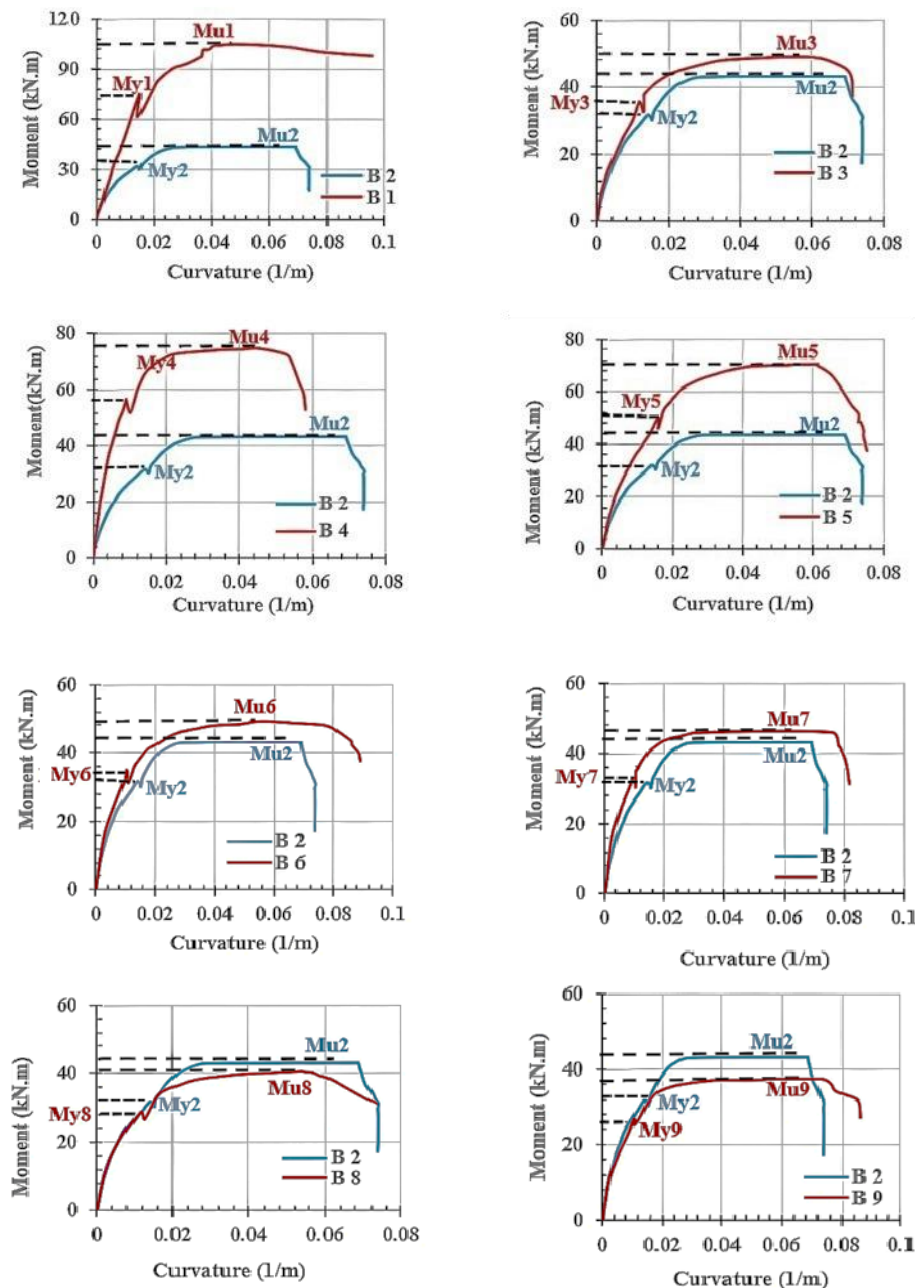 12.0
90.0
60.0
30.0
0
Moment (kN.m)
Mu1
My1
Mu2
My2
B 2
B 1
0 0.02 0.04 0.06 0.08 0.1
Curvature (1/m)
60
40
20
0
Moment (kN.m)
Mu3
My3
Mu2
My2
B 2
B 3
0 0.02 0.04 0.06 0.08
Curvature (1/m)
80
60
40
20
0
Moment(kN.m)
Mu4
My4
Mu2
My2
B 2
B 4
0 0.02 0.04 0.06 0.08
Curvature (1/m)
80
60
40
20
0
Moment (kN.m)
Mu5
My5
Mu2
My2
B 2
B 5
0 0.02 0.04 0.06 0.08
Curvature (1/m)
60
40
20
0
Moment (kN.m)
Mu6
Mu2
My6
My2
B 2
B 6
0 0.02 0.04 0.06 0.08 0.1
Curvature (1/m)
60
40
20
0
Moment (kN.m)
Mu7
Mu2
My7
My2
B 2
B 7
0 0.02 0.04 0.06 0.08 0.1
Curvature (1/m)
60
40
20
0
Moment (kN.m)
Mu2
Mu8
My2
My8
B 2
B 8
0 0.02 0.04 0.06 0.08
Curvature (1/m)
60
40
20
0
Moment (kN.m)
Mu2
Mu9
My2
My9
B 2
B 9
0 0.02 0.04 0.06 0.08 0.1
Curvature (1/m)